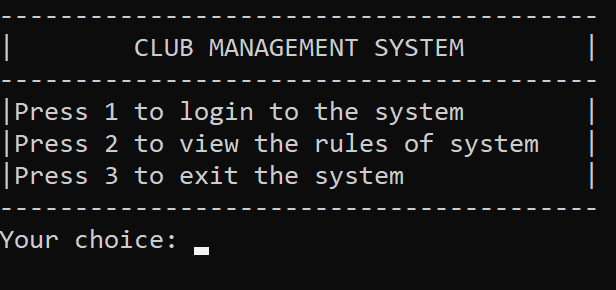 ----------------------------------------
|        CLUB MANAGEMENT SYSTEM        |
----------------------------------------
|Press 1 to login to the system        |
|Press 2 to view the rules of system   |
|Press 3 to exit the system            |
----------------------------------------
Your choice: